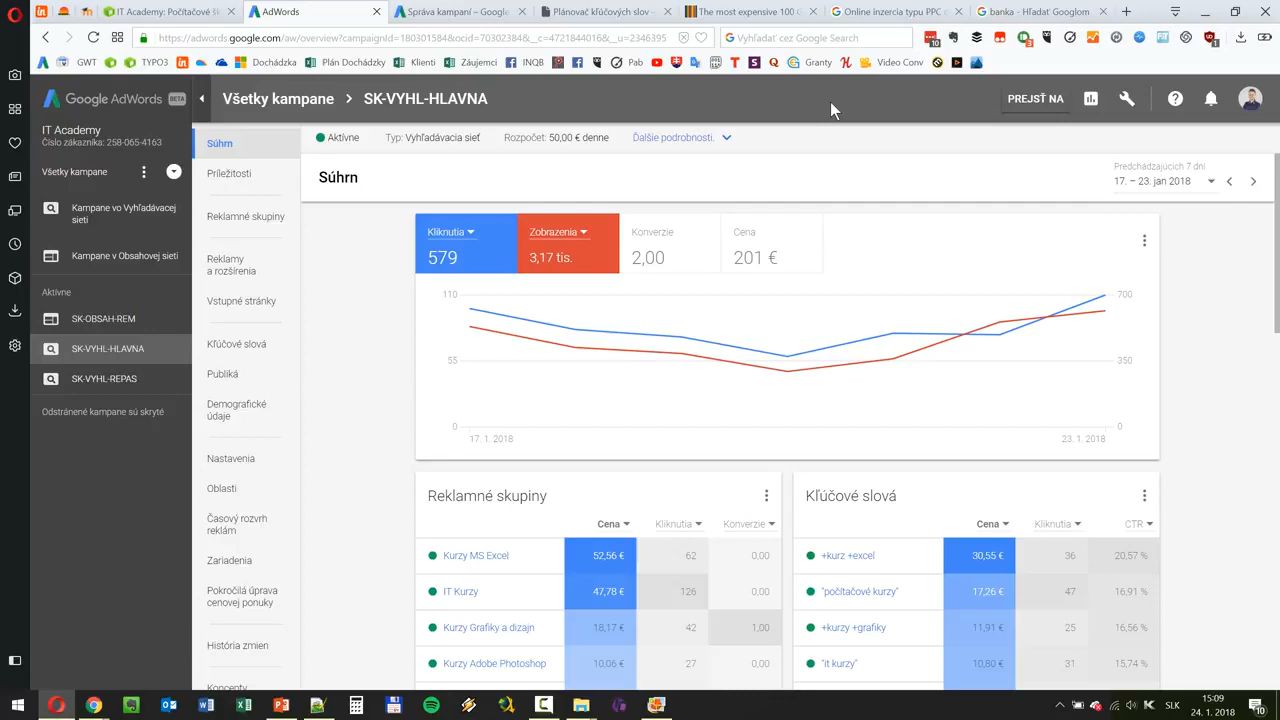 IT Academy: Počítačové šk
AdWords
Správa kampaní Google
Plánovač kľúčových slov -
The most expensive 100 G
Online inzercia typu PPC o
banka - Hľadať Googlom
https://adwords.google.com/aw/overview?campaignId=180301584&ocid=703023848&__c=4721844016&__u=2346395
Vyhľadať cez Google Search
GWT
TYPO3
Dochádzka
Plán Dochádzky
Klienti
Záujemci
INQB
Pab
Granty
Video Conv
Google AdWords BETA
Všetky kampane > SK-VYHL-HLAVNA
PREJSŤ NA
IT Academy
Číslo zákazníka: 258-065-4163
Všetky kampane
Kampane vo Vyhľadávacej
sieti
Kampane v Obsahovej sieti
Aktívne
SK-OBSAH-REM
SK-VYHL-HLAVNA
SK-VYHL-REPAS
Odstránené kampane sú skryté
Súhrn
Príležitosti
Reklamné skupiny
Reklamy
a rozšírenia
Vstupné stránky
Kľúčové slová
Publiká
Demografické
údaje
Nastavenia
Oblasti
Časový rozvrh
reklám
Zariadenia
Pokročilá úprava
cenovej ponuky
História zmien
Koncepty
Aktívne Typ: Vyhľadávacia sieť Rozpočet: 50,00 € denne Ďalšie podrobnosti.
Súhrn
Predchádzajúcich 7 dní
17. – 23. jan 2018
Kliknutia Zobrazenia Konverzie Cena
579 3,17 tis. 2,00 201 €
110 700
55 350
0 0
17. 1. 2018 23. 1. 2018
Reklamné skupiny
Cena Kliknutia Konverzie
Kurzy MS Excel 52,56 € 62 0,00
IT Kurzy 47,78 € 126 0,00
Kurzy Grafiky a dizajn 18,17 € 42 1,00
Kurzy Adobe Photoshop 10,06 € 27 0,00
Kľúčové slová
Cena Kliknutia CTR
+kurz +excel 30,55 € 36 20,57 %
"počítačové kurzy" 17,26 € 47 16,91 %
+kurzy +grafiky 11,91 € 25 16,56 %
"it kurzy" 10,80 € 31 15,74 %
SLK
15:09
24. 1. 2018
10